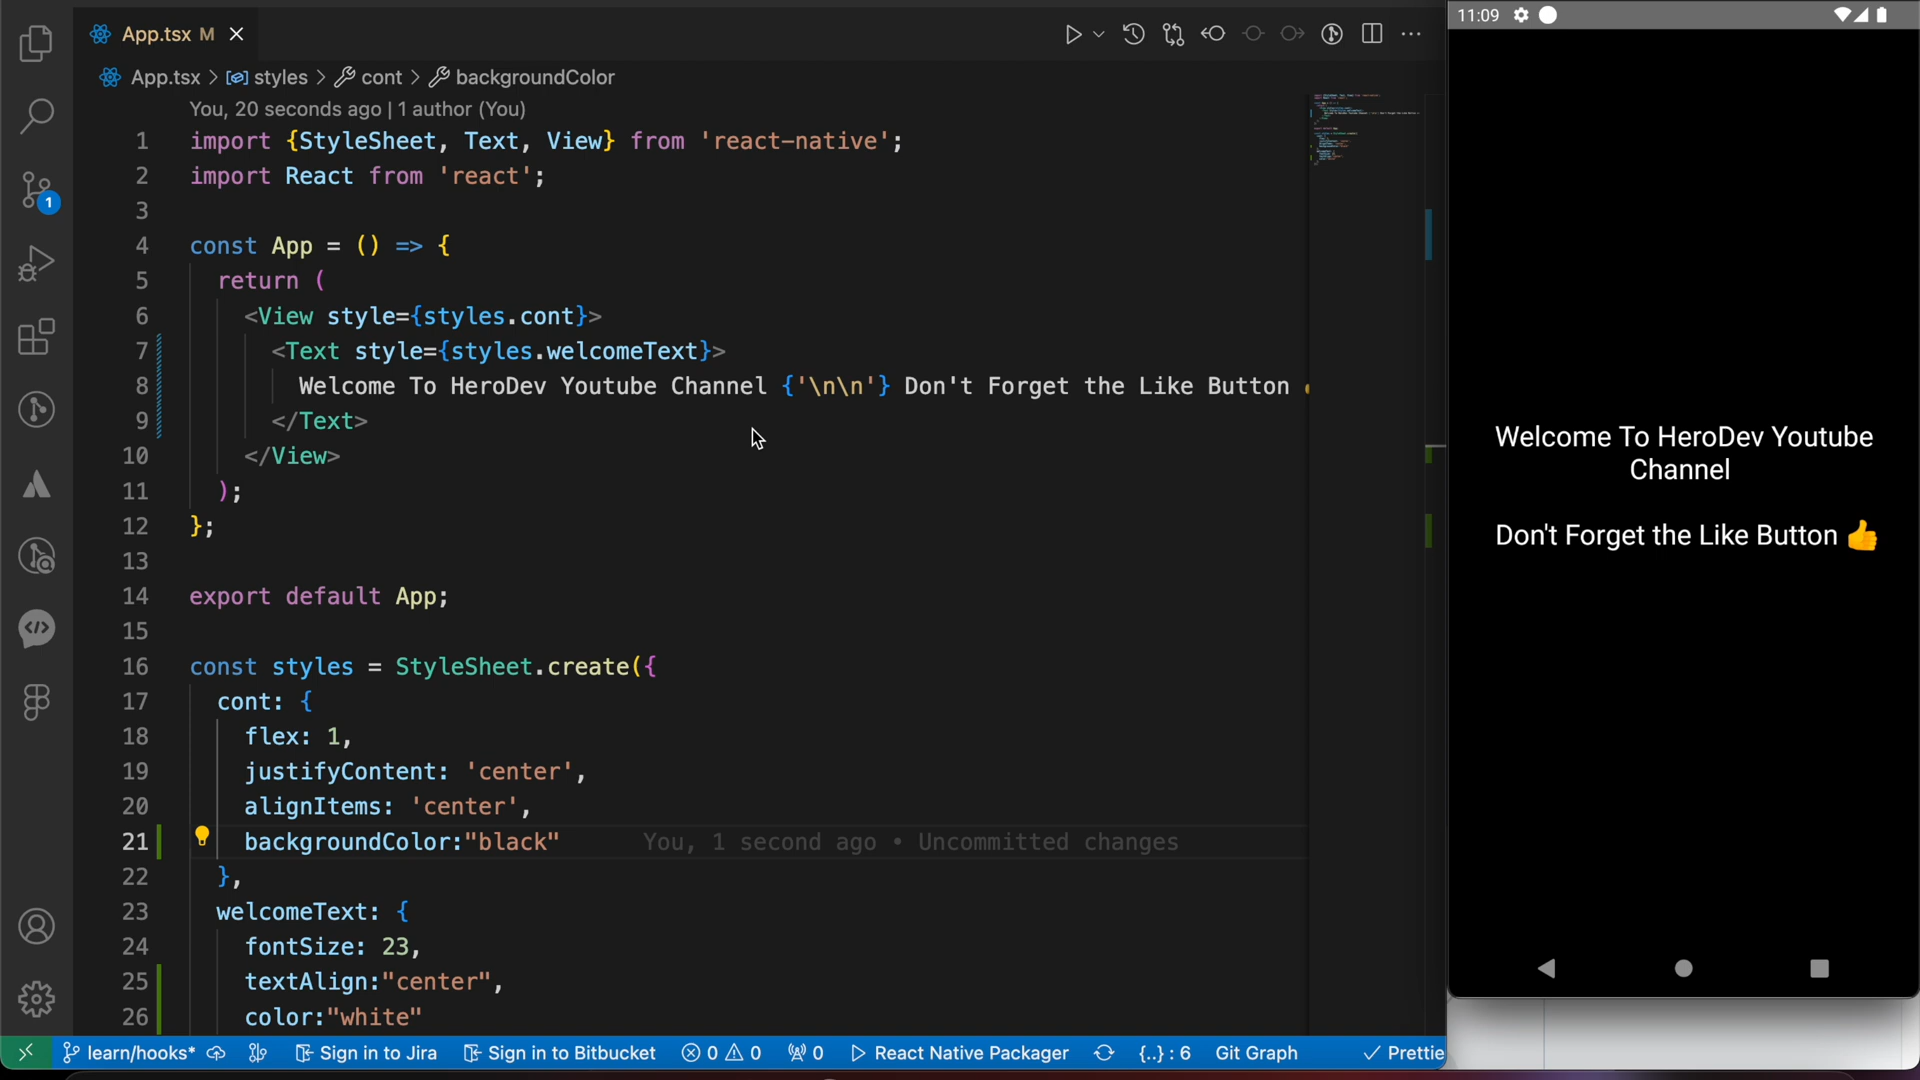 App.tsx M
App.tsx > styles > cont > backgroundColor
You, 20 seconds ago | 1 author (You)
1 import {StyleSheet, Text, View} from 'react-native';
2 import React from 'react';
3
4 const App = () => {
5 return (
6 <View style={styles.cont}>
7 <Text style={styles.welcomeText}>
8 Welcome To HeroDev Youtube Channel {'\n\n'} Don't Forget the Like Button
9 </Text>
10 </View>
11 );
12 };
13
14 export default App;
15
16 const styles = StyleSheet.create({
17 cont: {
18 flex: 1,
19 justifyContent: 'center',
20 alignItems: 'center',
21 backgroundColor:"black" You, 1 second ago • Uncommitted changes
22 },
23 welcomeText: {
24 fontSize: 23,
25 textAlign:"center",
26 color:"white"
1
learn/hooks* Sign in to Jira Sign in to Bitbucket 0 0 0 React Native Packager {..} : 6 Git Graph Prettie
11:09
Welcome To HeroDev Youtube
Channel
Don't Forget the Like Button 👍